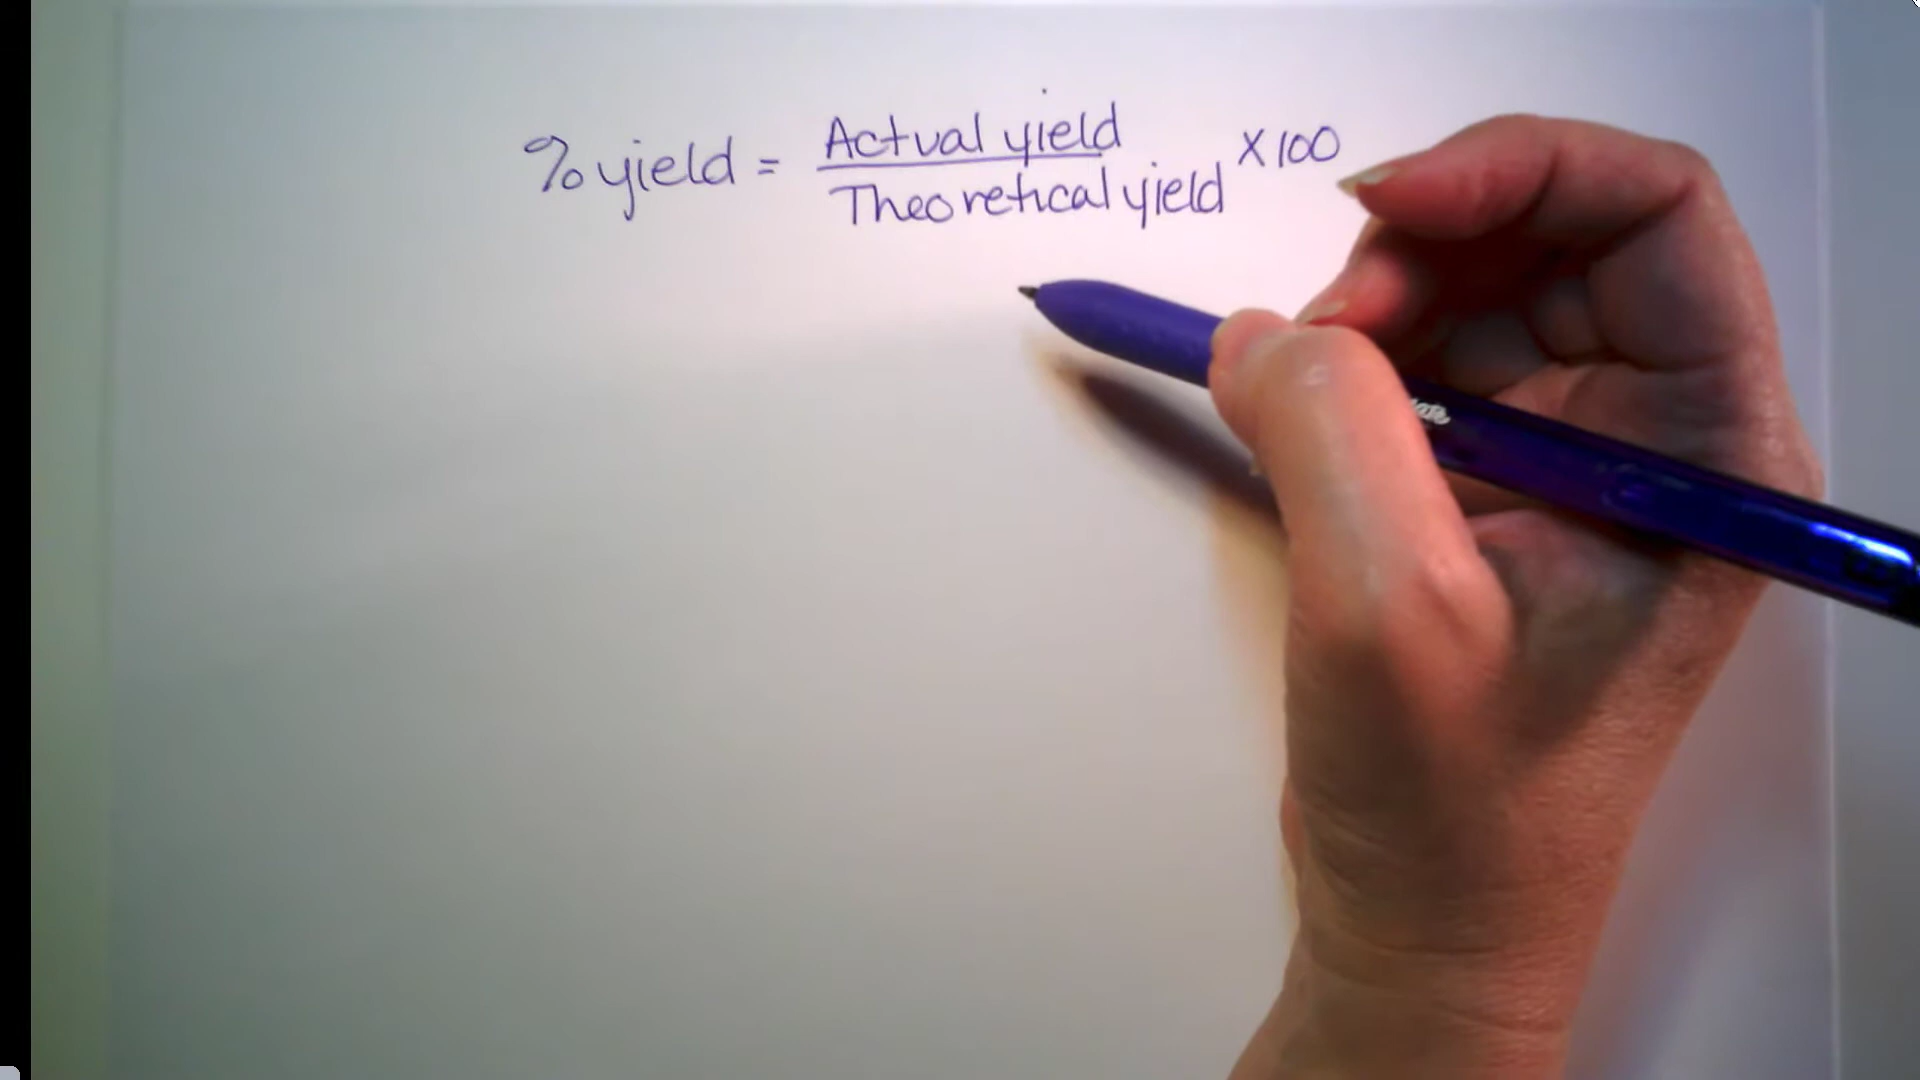 % yield = Actual yield
Theoretical yield × 100